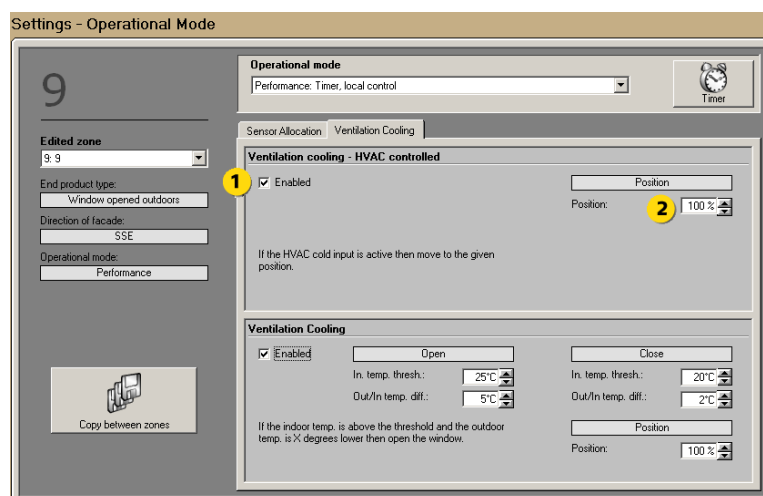 Settings - Operational Mode
9
Edited zone
9: 9
End product type:
Window opened outdoors
Direction of facade:
SSE
Operational mode:
Performance
Copy between zones
Operational mode
Performance: Timer, local control
Timer
Sensor Allocation
Ventilation Cooling
Ventilation cooling - HVAC controlled
1
Enabled
Position
Position:
2
100 %
If the HVAC cold input is active then move to the given
position.
Ventilation Cooling
Enabled
Open
In. temp. thresh.:
25°C
Out/In temp. diff.:
5°C
Close
In. temp. thresh.:
20°C
Out/In temp. diff.:
2°C
If the indoor temp. is above the threshold and the outdoor
temp. is X degrees lower then open the window.
Position
Position:
100 %